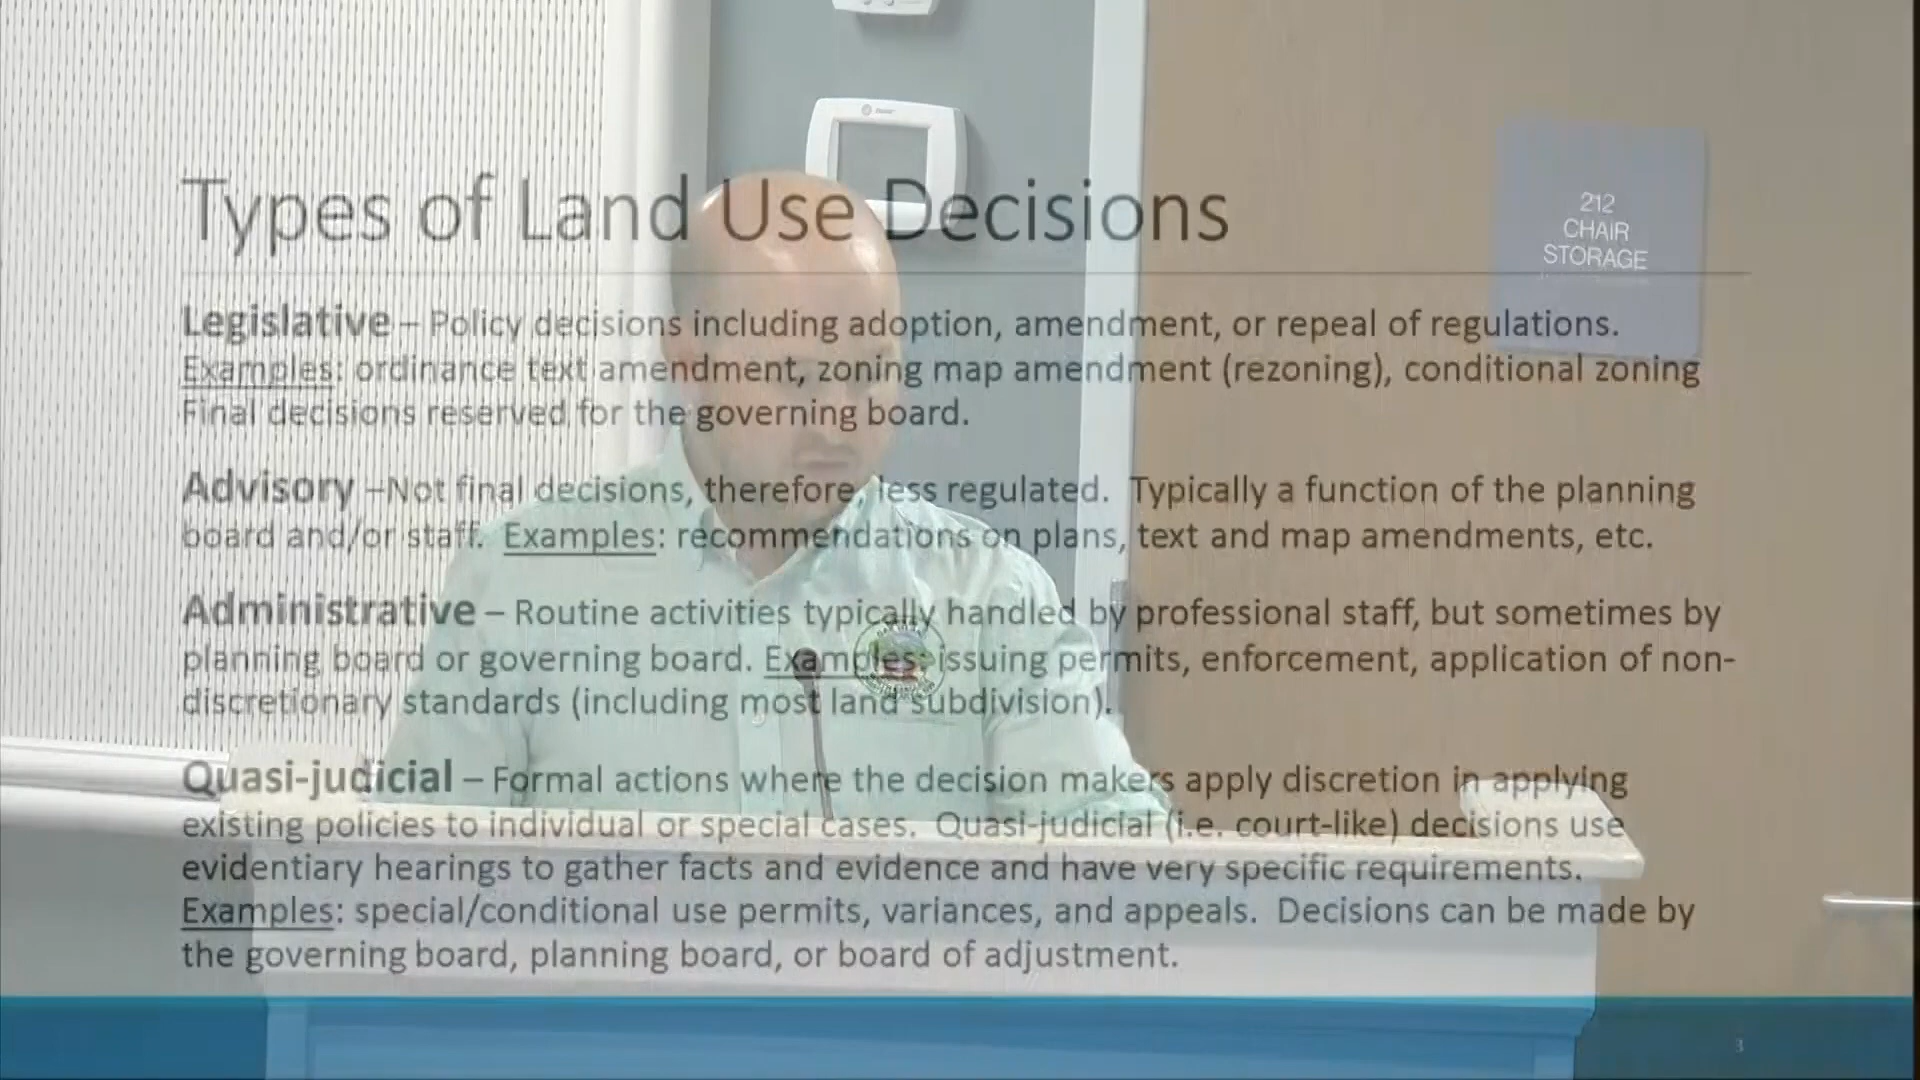 Types of Land Use Decisions
212
CHAIR
STORAGE
Legislative – Policy decisions including adoption, amendment, or repeal of regulations.
Examples: ordinance text amendment, zoning map amendment (rezoning), conditional zoning
Final decisions reserved for the governing board.
Advisory –Not final decisions, therefore, less regulated. Typically a function of the planning
board and/or staff. Examples: recommendations on plans, text and map amendments, etc.
Administrative – Routine activities typically handled by professional staff, but sometimes by
planning board or governing board. Examples: issuing permits, enforcement, application of non-
discretionary standards (including most land subdivision).
Quasi-judicial – Formal actions where the decision makers apply discretion in applying
existing policies to individual or special cases. Quasi-judicial (i.e. court-like) decisions use
evidentiary hearings to gather facts and evidence and have very specific requirements.
Examples: special/conditional use permits, variances, and appeals. Decisions can be made by
the governing board, planning board, or board of adjustment.
3